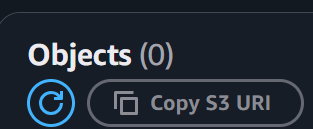 Objects (0)
Copy S3 URI